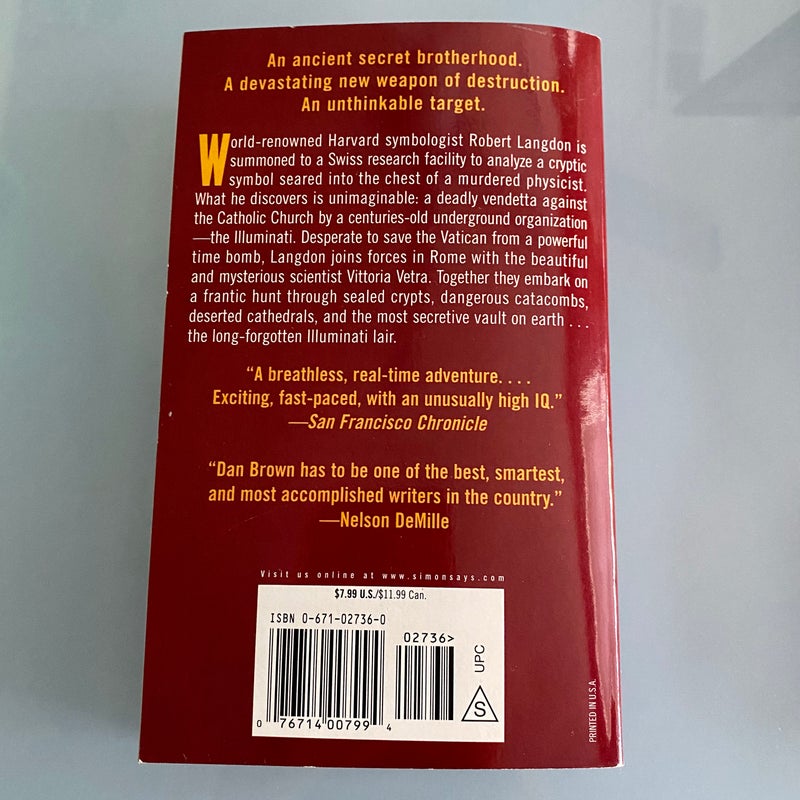 An ancient secret brotherhood.
A devastating new weapon of destruction.
An unthinkable target.
World-renowned Harvard symbologist Robert Langdon is
summoned to a Swiss research facility to analyze a cryptic
symbol seared into the chest of a murdered physicist.
What he discovers is unimaginable: a deadly vendetta against
the Catholic Church by a centuries-old underground organization
—the Illuminati. Desperate to save the Vatican from a powerful
time bomb, Langdon joins forces in Rome with the beautiful
and mysterious scientist Vittoria Vetra. Together they embark on
a frantic hunt through sealed crypts, dangerous catacombs,
deserted cathedrals, and the most secretive vault on earth . . .
the long-forgotten Illuminati lair.
“A breathless, real-time adventure. . . .
Exciting, fast-paced, with an unusually high IQ.”
—San Francisco Chronicle
“Dan Brown has to be one of the best, smartest,
and most accomplished writers in the country.”
—Nelson DeMille
Visit us online at www.simonsays.com
$7.99 U.S./$11.99 Can.
ISBN 0-671-02736-0
02736>
0 76714 00799 4
UPC
S
PRINTED IN U.S.A.